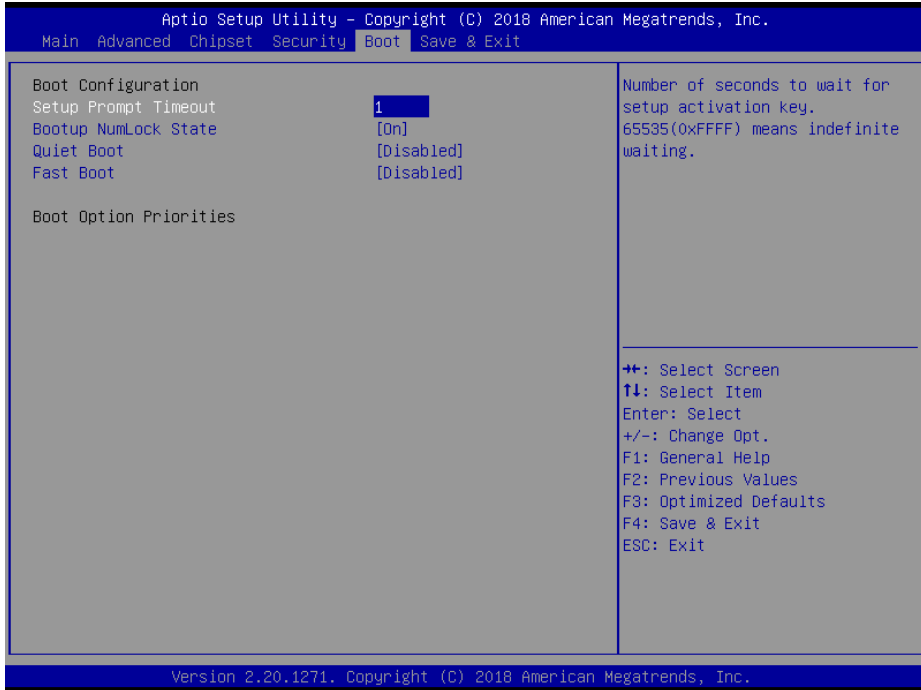 Aptio Setup Utility – Copyright (C) 2018 American Megatrends, Inc.
Main Advanced Chipset Security Boot Save & Exit
Boot Configuration
Setup Prompt Timeout 1
Bootup NumLock State [On]
Quiet Boot [Disabled]
Fast Boot [Disabled]
Boot Option Priorities
Number of seconds to wait for
setup activation key.
65535(0xFFFF) means indefinite
waiting.
→←: Select Screen
↑↓: Select Item
Enter: Select
+/-: Change Opt.
F1: General Help
F2: Previous Values
F3: Optimized Defaults
F4: Save & Exit
ESC: Exit
Version 2.20.1271. Copyright (C) 2018 American Megatrends, Inc.